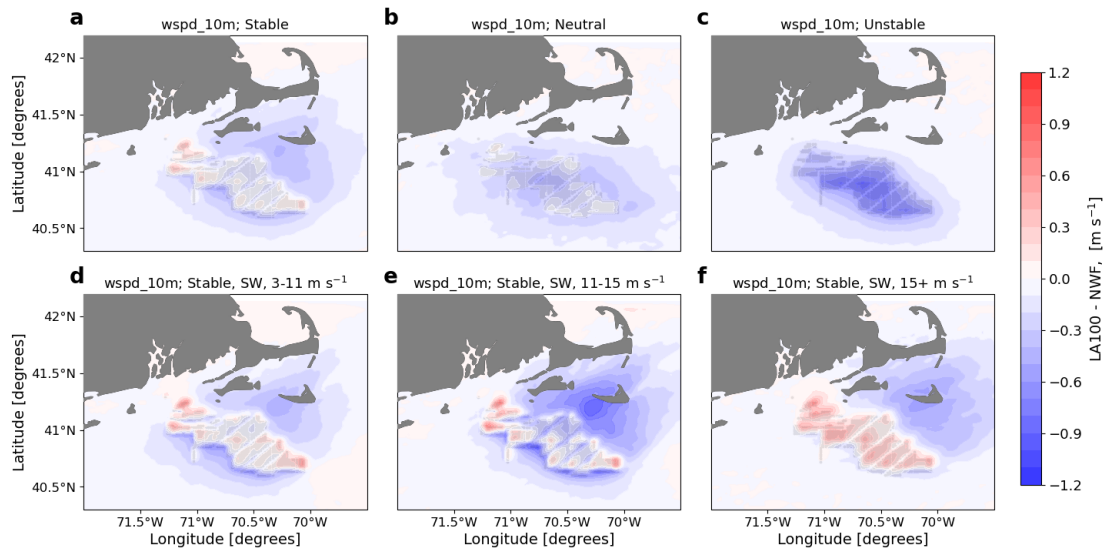 a wspd_10m; Stable
b wspd_10m; Neutral
c wspd_10m; Unstable
42°N
41.5°N
41°N
40.5°N
Latitude [degrees]
d wspd_10m; Stable, SW, 3-11 m s⁻¹
e wspd_10m; Stable, SW, 11-15 m s⁻¹
f wspd_10m; Stable, SW, 15+ m s⁻¹
42°N
41.5°N
41°N
40.5°N
Latitude [degrees]
71.5°W 71°W 70.5°W 70°W
71.5°W 71°W 70.5°W 70°W
71.5°W 71°W 70.5°W 70°W
Longitude [degrees]
Longitude [degrees]
Longitude [degrees]
1.2
0.9
0.6
0.3
0.0
−0.3
−0.6
−0.9
−1.2
LA100 - NWF, [m s⁻¹]